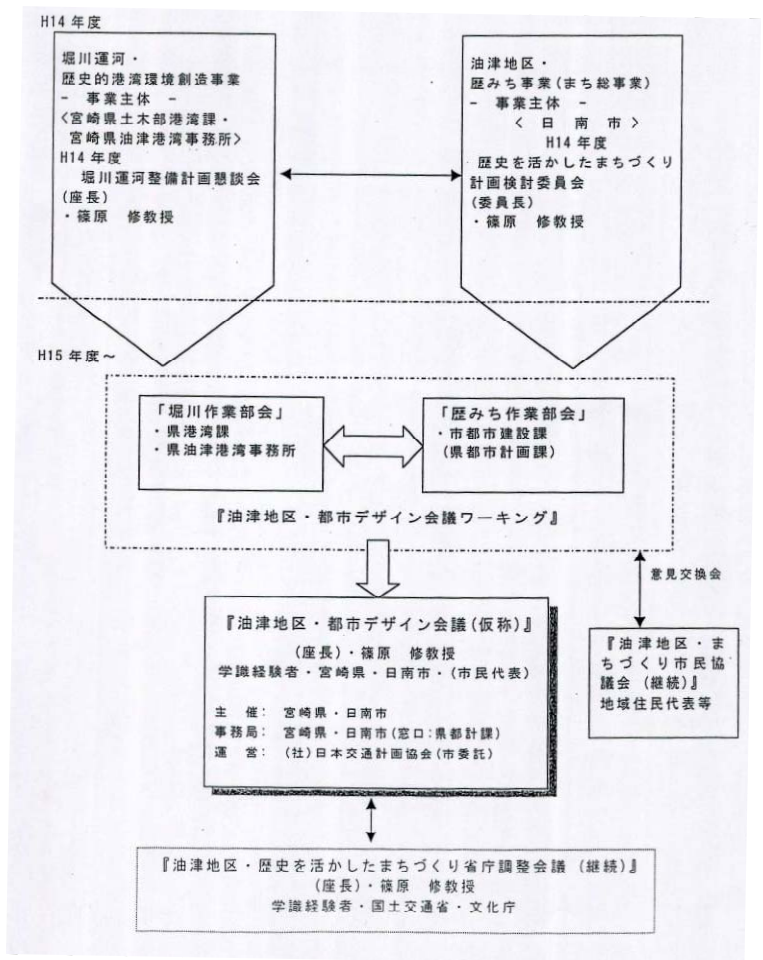 H14年度
堀川運河・
歴史的港湾環境創造事業
－ 事業主体 －
<宮崎県土木部港湾課・
宮崎県油津港湾事務所>
H14年度
堀川運河整備計画懇談会
(座長)
・篠原 修教授
油津地区・
歴みち事業(まち総事業)
－ 事業主体 －
< 日 南 市 >
H14年度
歴史を活かしたまちづくり
計画検討委員会
(委員長)
・篠原 修教授
H15年度～
「堀川作業部会」
・県港湾課
・県油津港湾事務所
「歴みち作業部会」
・市都市建設課
(県都市計画課)
『油津地区・都市デザイン会議ワーキング』
意見交換会
『油津地区・都市デザイン会議(仮称)』
(座長)・篠原 修教授
学識経験者・宮崎県・日南市・(市民代表)
主 催： 宮崎県・日南市
事務局： 宮崎県・日南市(窓口：県都計課)
運 営： (社)日本交通計画協会(市委託)
『油津地区・ま
ちづくり市民協
議会(継続)』
地域住民代表等
『油津地区・歴史を活かしたまちづくり省庁調整会議(継続)』
(座長)・篠原 修教授
学識経験者・国土交通省・文化庁